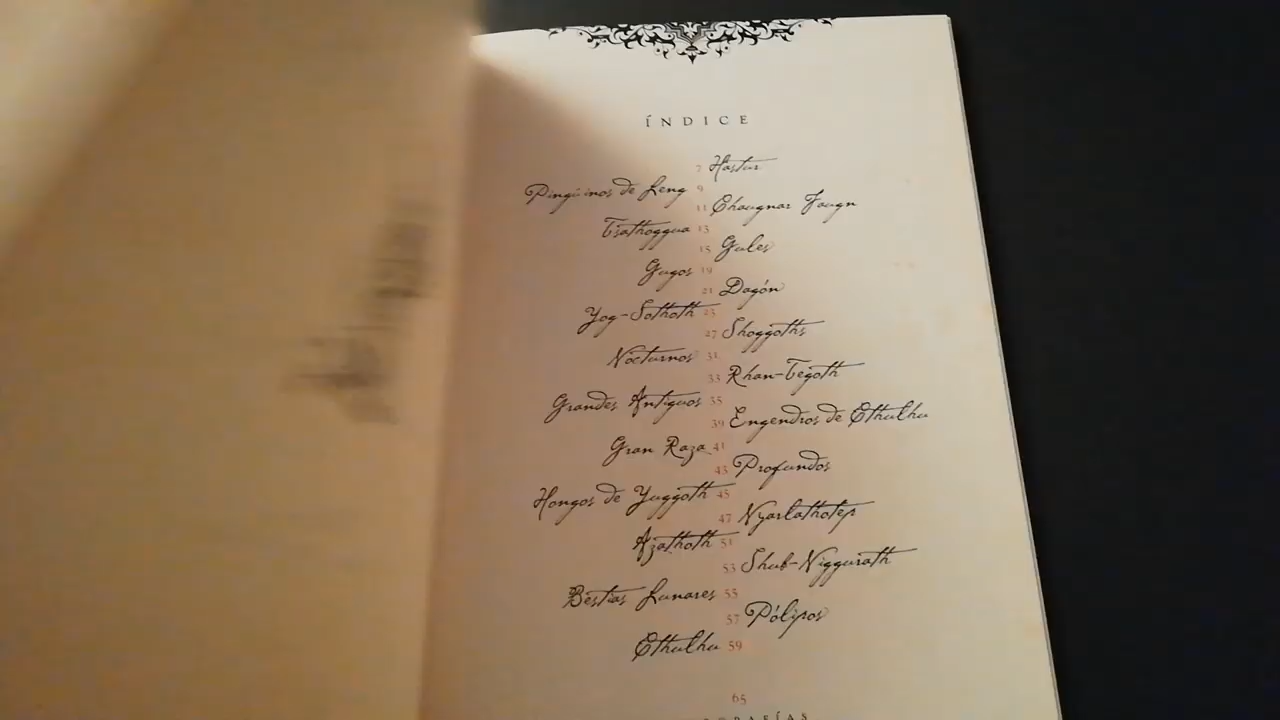 ÍNDICE
7 Hastur
Pingüinos de Leng 9
11 Chaugnar Faugn
Tsathoggua 13
15 Gules
Gugos 19
21 Dagón
Yog-Sothoth 23
27 Shoggoths
Nocturnos 31
33 Rhan-Tegoth
Grandes Antiguos 35
39 Engendros de Cthulhu
Gran Raza 41
43 Profundos
Hongos de Yuggoth 45
47 Nyarlathotep
Azathoth 51
53 Shub-Niggurath
Bestias Lunares 55
57 Pólipos
Cthulhu 59
65